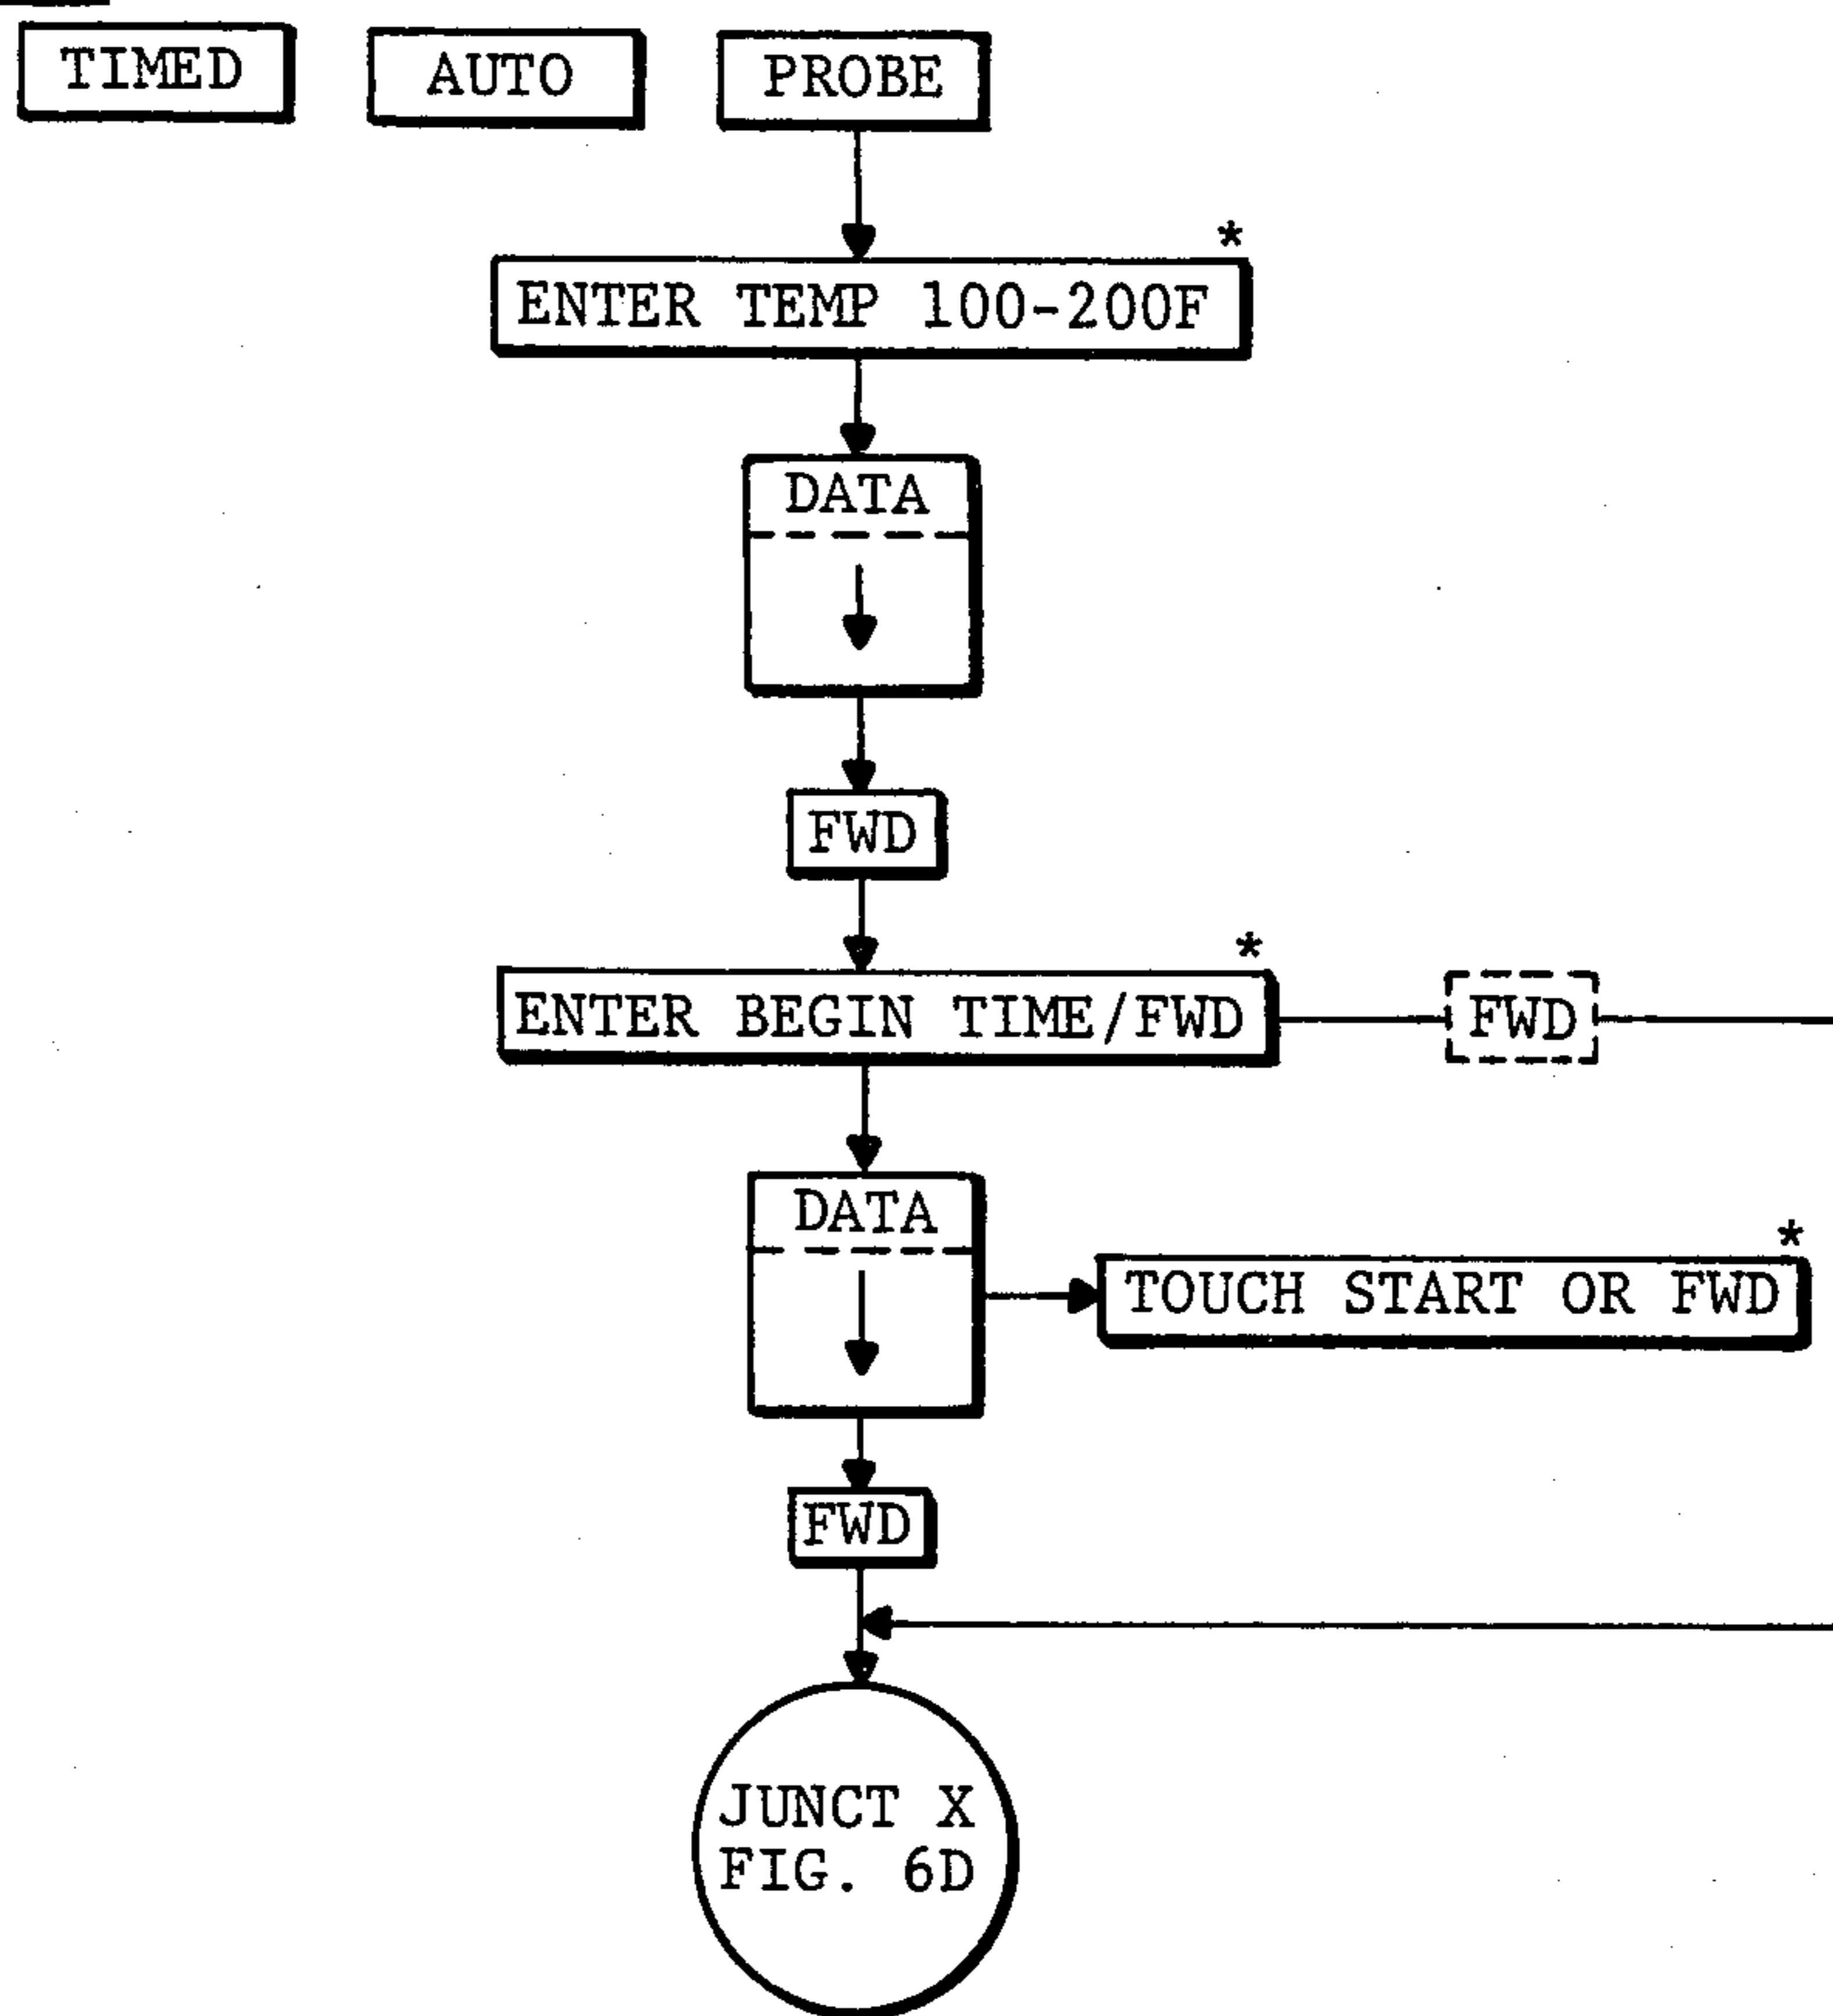 TIMED
AUTO
PROBE
*
ENTER TEMP 100-200F
DATA
FWD
*
ENTER BEGIN TIME/FWD
FWD
DATA
*
TOUCH START OR FWD
FWD
JUNCT X
FIG. 6D